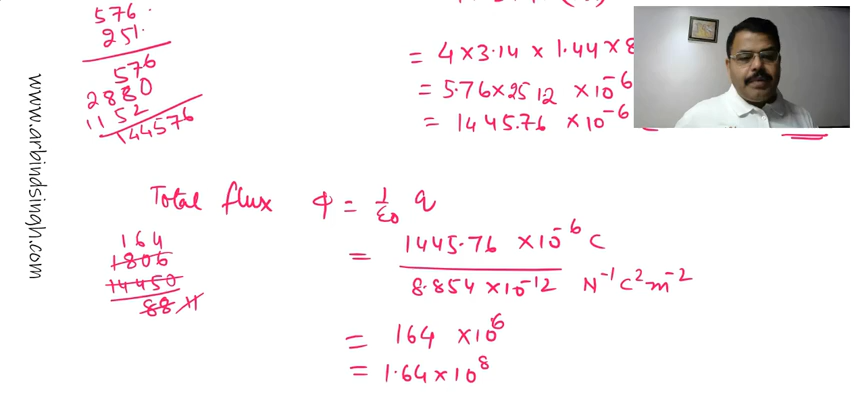 576.
251.
576
2880
1152
144576
= 4 × 3.14 × 1.44 × 8
= 5.76 × 25.12 × 10⁻⁶
= 1445.76 × 10⁻⁶
www.arbindsingh.com
Total flux φ = 1/ε₀ q
= 1445.76 × 10⁻⁶ C / 8.854 × 10⁻¹² N⁻¹ C² m⁻²
164
1806
14450
88
= 164 × 10⁶
= 1.64 × 10⁸